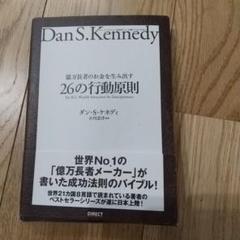 Dan S. Kennedy
億万長者のお金を生み出す
26の行動原則
ダン・S・ケネディ
世界No.1の
「億万長者メーカー」が
書いた成功法則のバイブル!
世界21カ国8言語で読まれている著者の
ベストセラーシリーズが遂に日本上陸!
DIRECT